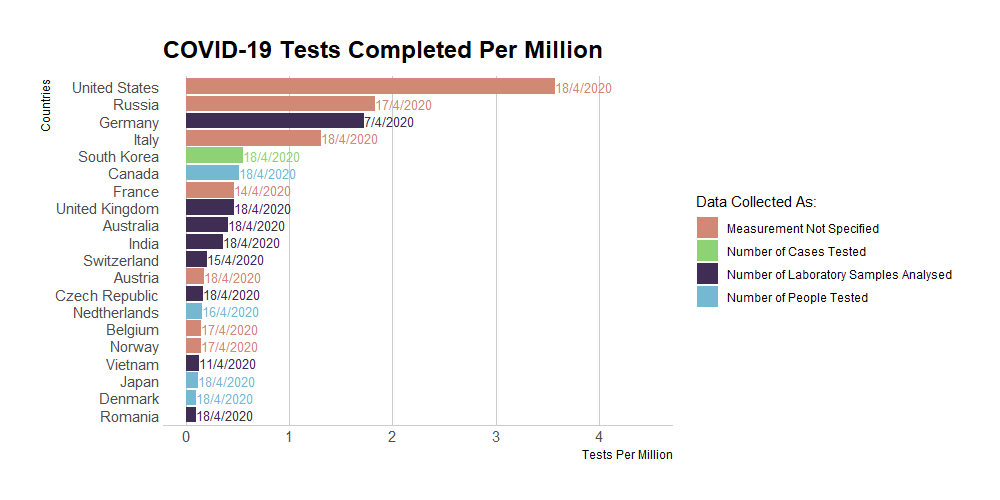 COVID-19 Tests Completed Per Million
Countries
United States 18/4/2020
Russia 17/4/2020
Germany 7/4/2020
Italy 18/4/2020
South Korea 18/4/2020
Canada 18/4/2020
France 14/4/2020
United Kingdom 18/4/2020
Australia 18/4/2020
India 18/4/2020
Switzerland 15/4/2020
Austria 18/4/2020
Czech Republic 18/4/2020
Nedtherlands 16/4/2020
Belgium 17/4/2020
Norway 17/4/2020
Vietnam 11/4/2020
Japan 18/4/2020
Denmark 18/4/2020
Romania 18/4/2020
0 1 2 3 4
Tests Per Million
Data Collected As:
Measurement Not Specified
Number of Cases Tested
Number of Laboratory Samples Analysed
Number of People Tested